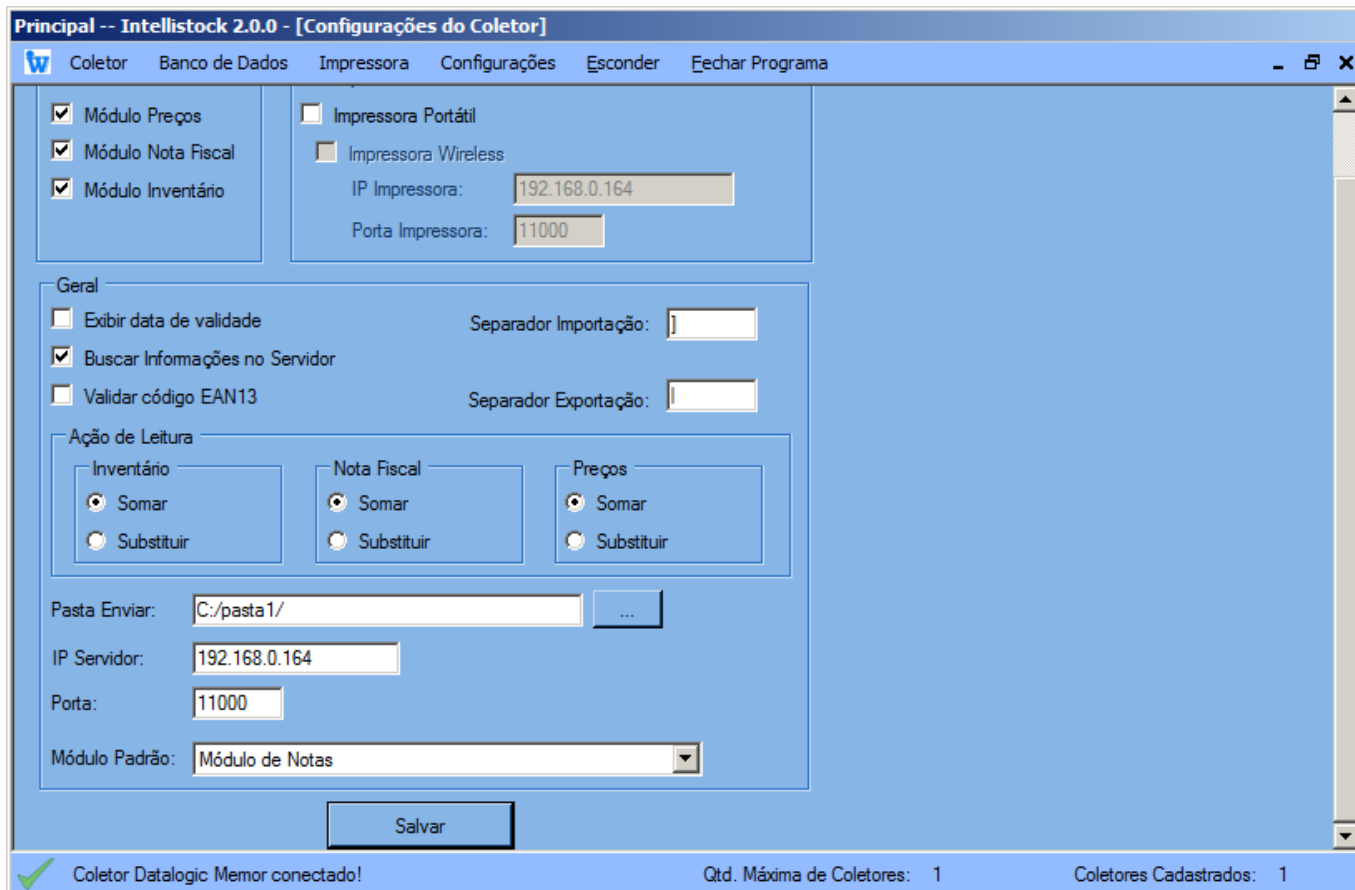 Principal -- Intellistock 2.0.0 - [Configurações do Coletor]
Coletor Banco de Dados Impressora Configurações Esconder Fechar Programa
Módulo Preços
Módulo Nota Fiscal
Módulo Inventário
Impressora Portátil
Impressora Wireless
IP Impressora: 192.168.0.164
Porta Impressora: 11000
Geral
Exibir data de validade
Separador Importação: ]
Buscar Informações no Servidor
Validar código EAN13
Separador Exportação: |
Ação de Leitura
Inventário
Somar
Substituir
Nota Fiscal
Somar
Substituir
Preços
Somar
Substituir
Pasta Enviar: C:/pasta1/ ...
IP Servidor: 192.168.0.164
Porta: 11000
Módulo Padrão: Módulo de Notas
Salvar
Coletor Datalogic Memor conectado! Qtd. Máxima de Coletores: 1 Coletores Cadastrados: 1